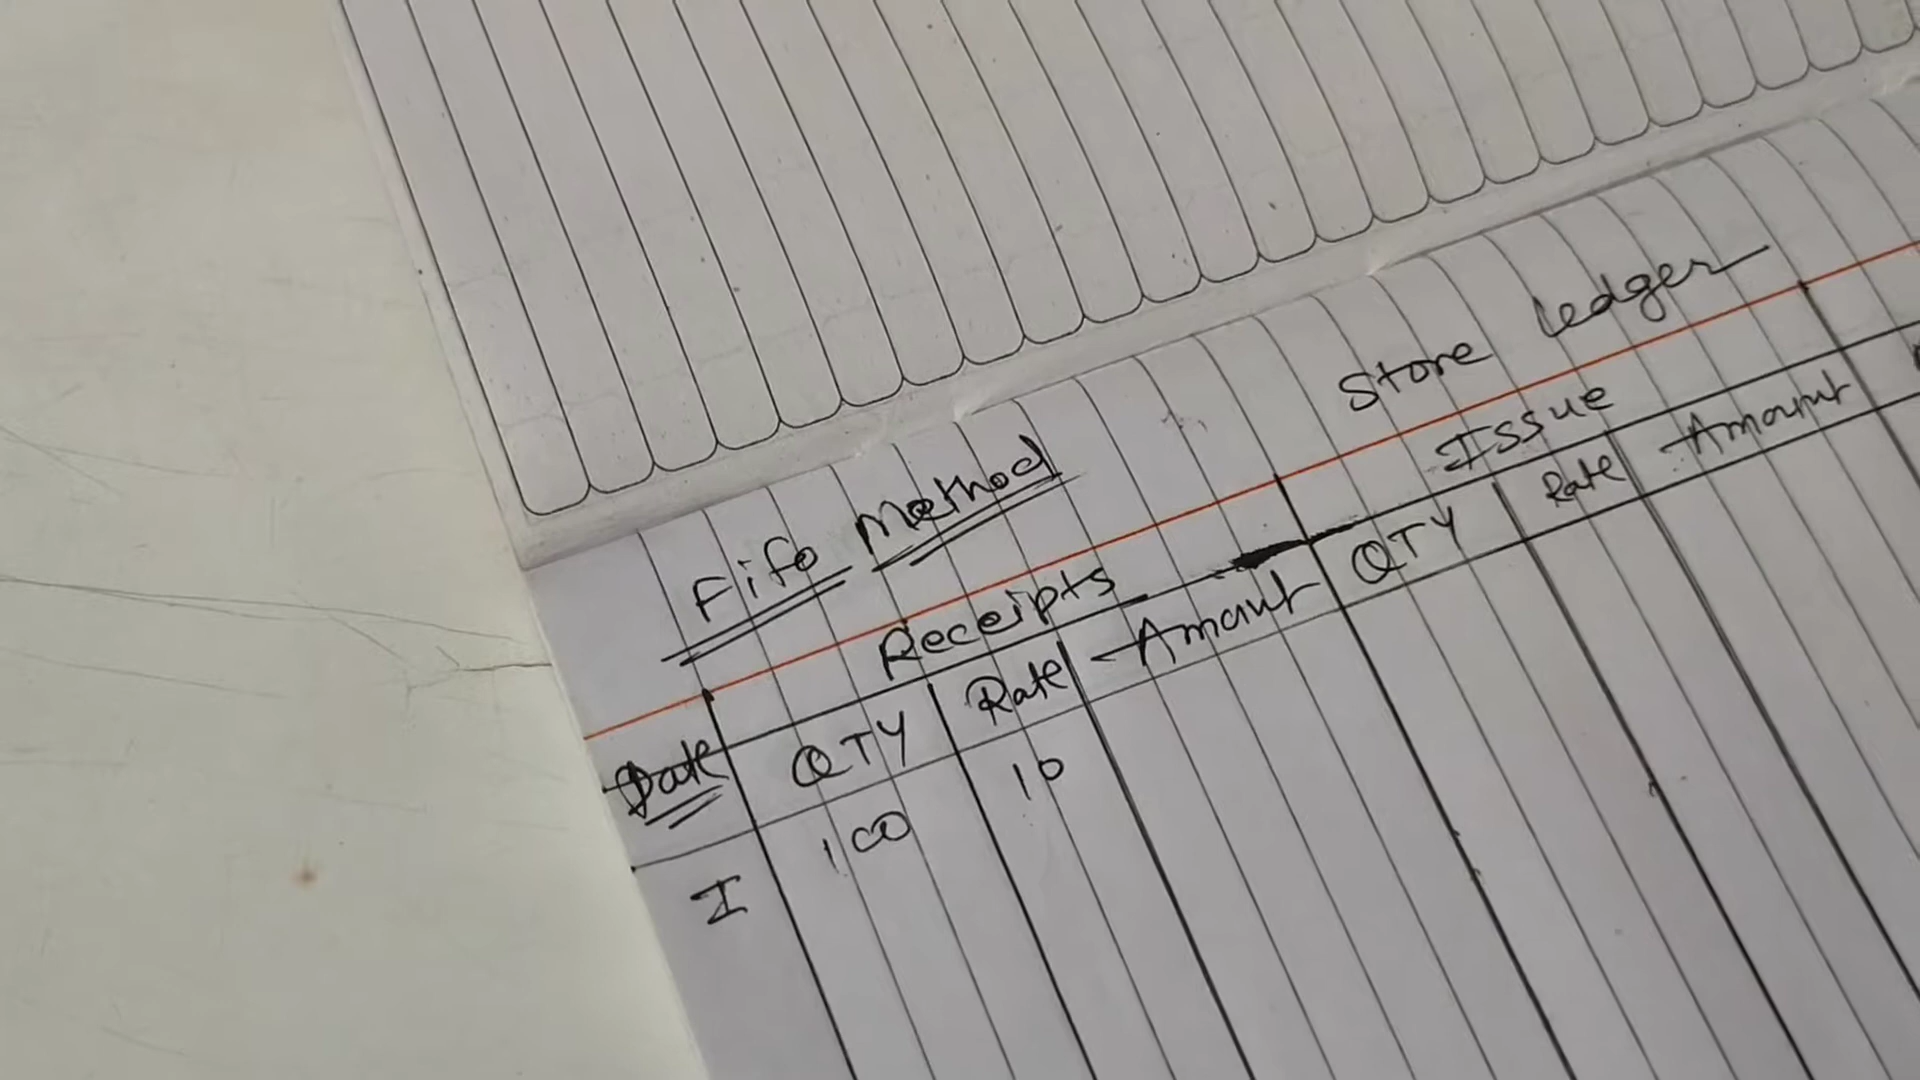 Store Ledger
Fifo Method
Receipts Issue
Date QTY Rate Amount QTY Rate Amount
I 100 10